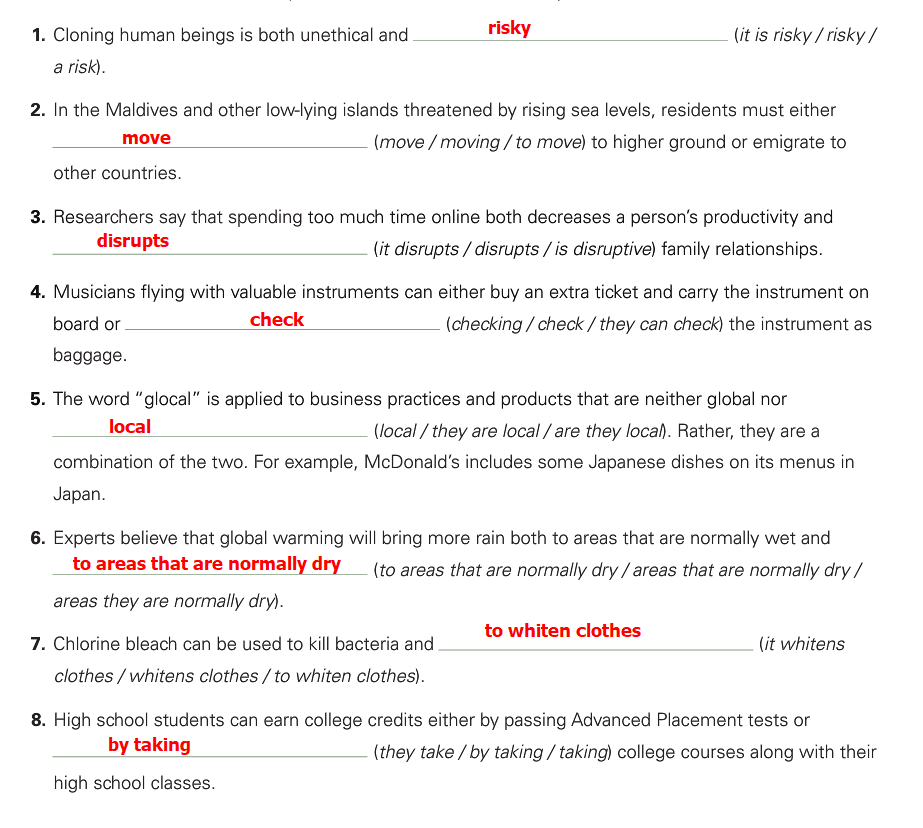 1. Cloning human beings is both unethical and risky (it is risky / risky /
a risk).
2. In the Maldives and other low-lying islands threatened by rising sea levels, residents must either
move (move / moving / to move) to higher ground or emigrate to
other countries.
3. Researchers say that spending too much time online both decreases a person's productivity and
disrupts (it disrupts / disrupts / is disruptive) family relationships.
4. Musicians flying with valuable instruments can either buy an extra ticket and carry the instrument on
board or check (checking / check / they can check) the instrument as
baggage.
5. The word “glocal” is applied to business practices and products that are neither global nor
local (local / they are local / are they local). Rather, they are a
combination of the two. For example, McDonald's includes some Japanese dishes on its menus in
Japan.
6. Experts believe that global warming will bring more rain both to areas that are normally wet and
to areas that are normally dry (to areas that are normally dry / areas that are normally dry /
areas they are normally dry).
7. Chlorine bleach can be used to kill bacteria and to whiten clothes (it whitens
clothes / whitens clothes / to whiten clothes).
8. High school students can earn college credits either by passing Advanced Placement tests or
by taking (they take / by taking / taking) college courses along with their
high school classes.